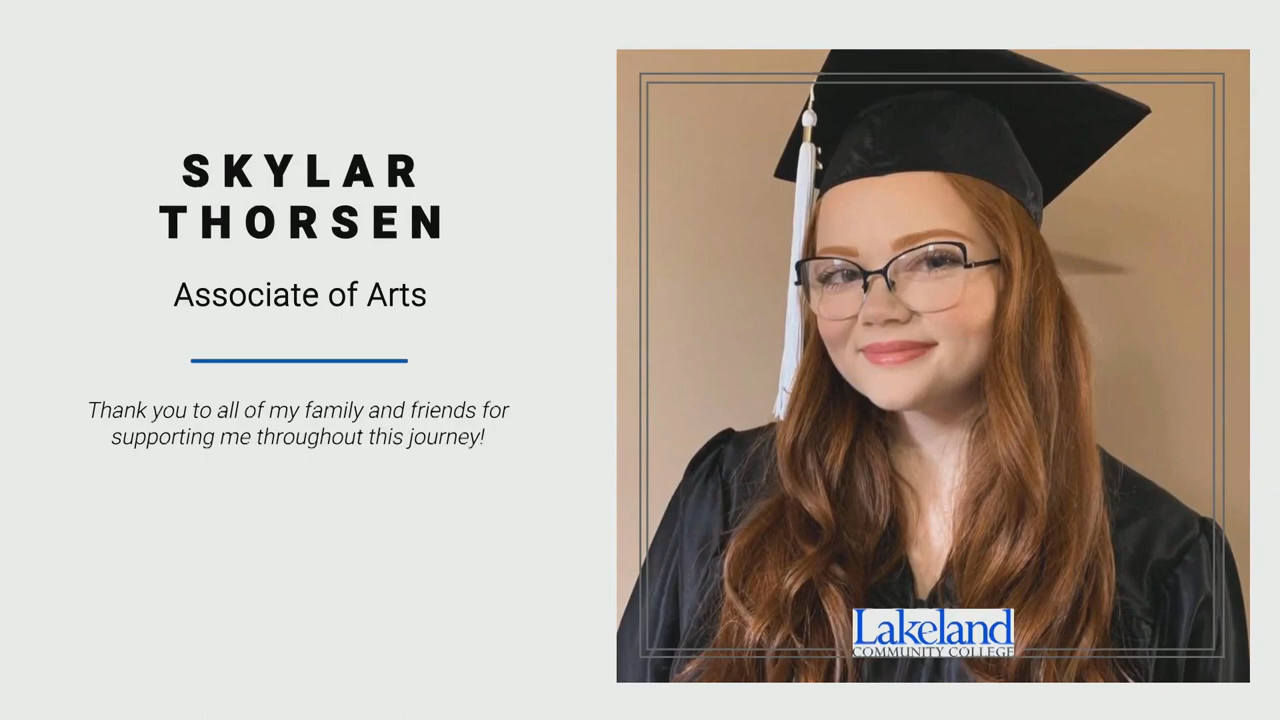 SKYLAR
THORSEN
Associate of Arts
Thank you to all of my family and friends for
supporting me throughout this journey!
Lakeland
COMMUNITY COLLEGE